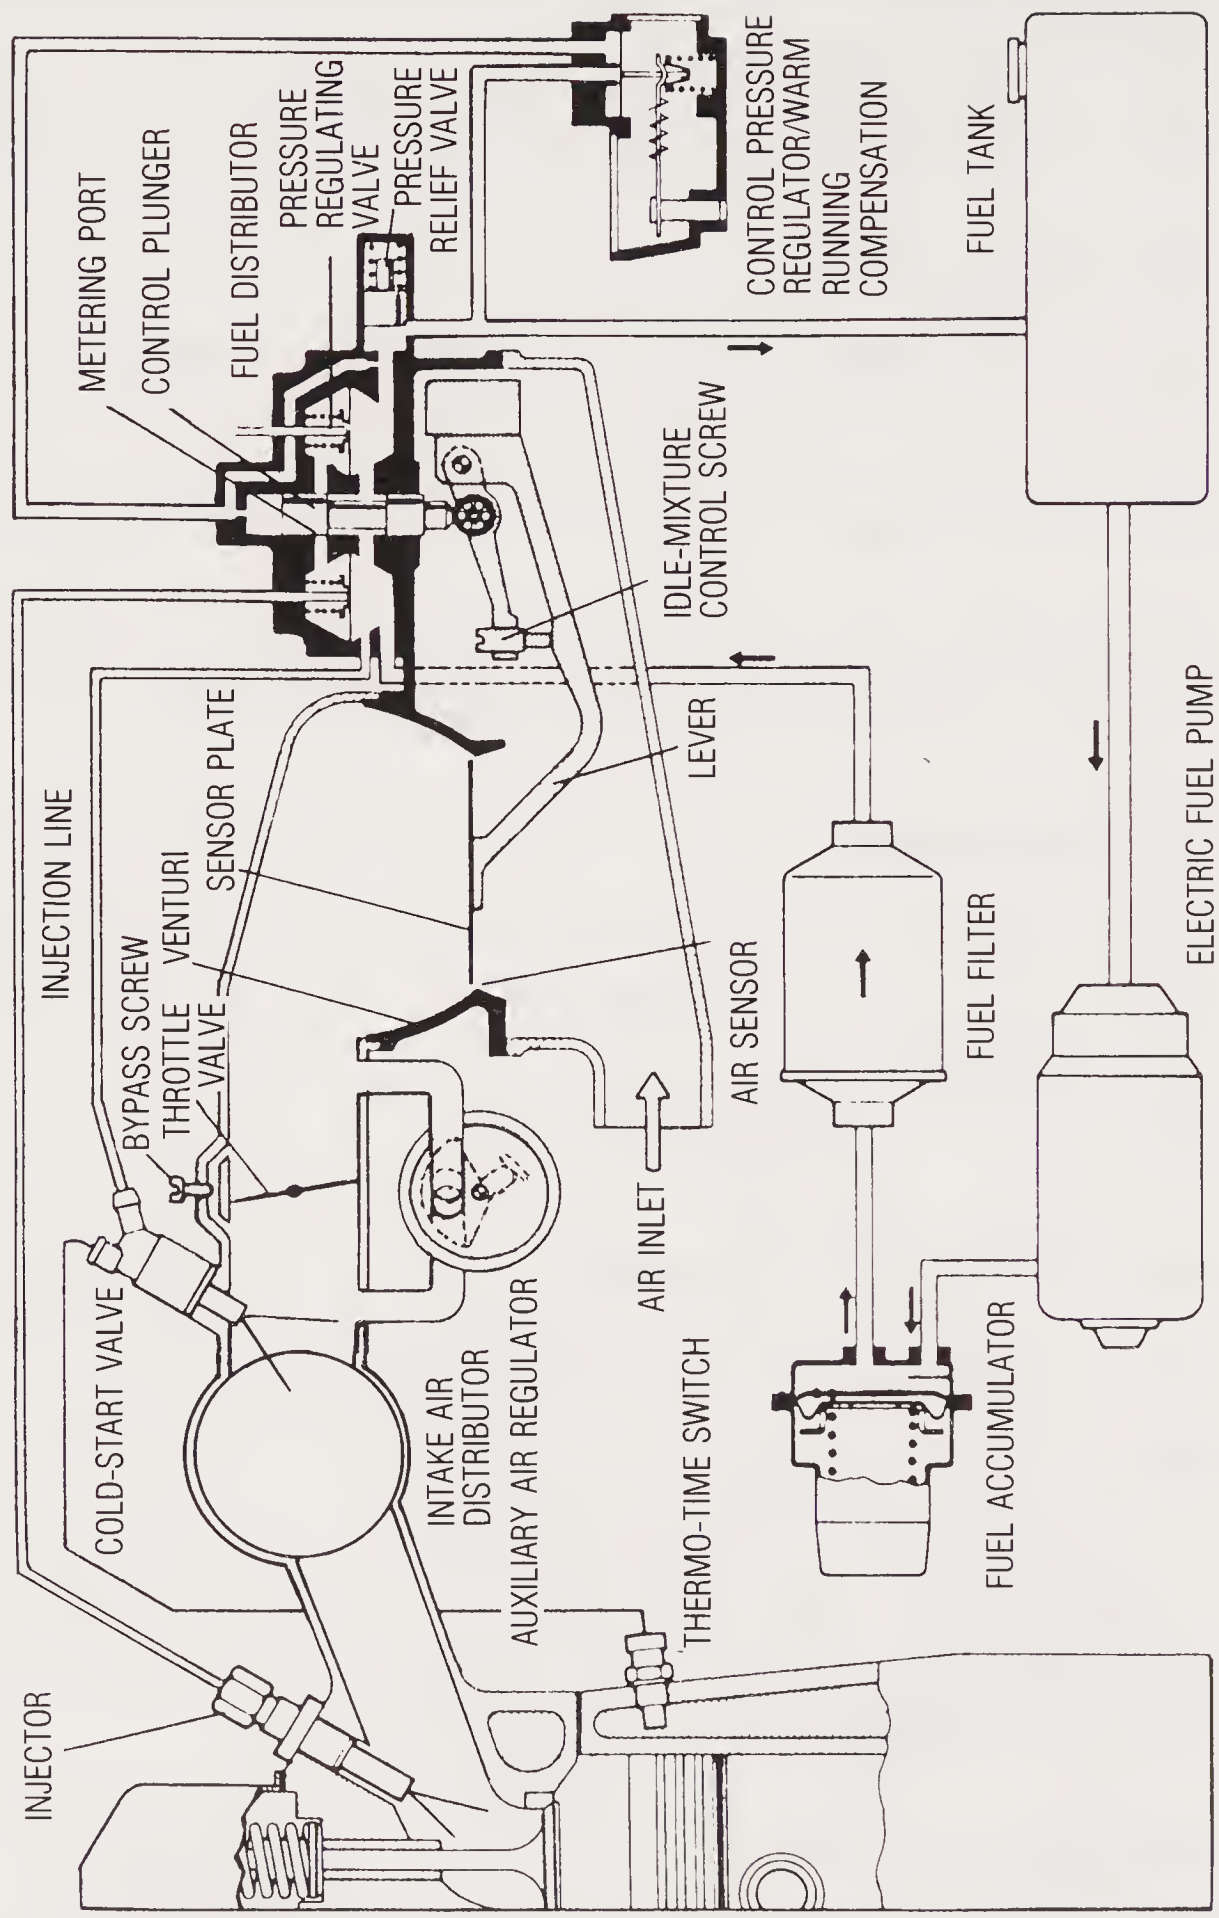 INJECTOR
COLD-START VALVE
INJECTION LINE
BYPASS SCREW
THROTTLE
VALVE
VENTURI
SENSOR PLATE
METERING PORT
CONTROL PLUNGER
FUEL DISTRIBUTOR
PRESSURE
REGULATING
VALVE
PRESSURE
RELIEF VALVE
INTAKE AIR
DISTRIBUTOR
AUXILIARY AIR REGULATOR
AIR INLET
THERMO-TIME SWITCH
AIR SENSOR
LEVER
IDLE-MIXTURE
CONTROL SCREW
CONTROL PRESSURE
REGULATOR/WARM
RUNNING
COMPENSATION
FUEL ACCUMULATOR
FUEL FILTER
FUEL TANK
ELECTRIC FUEL PUMP